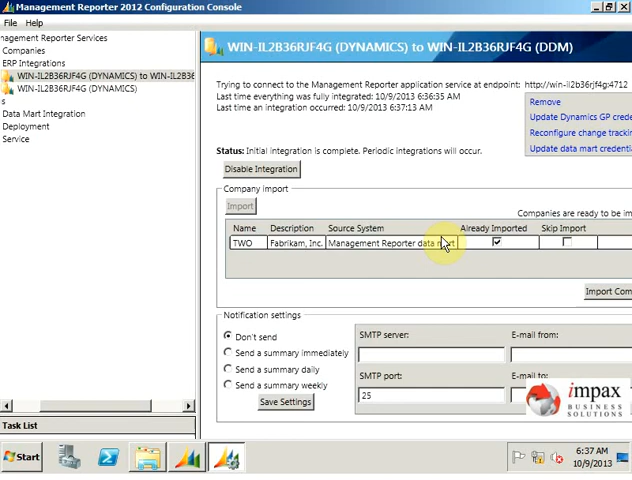 Management Reporter 2012 Configuration Console
File Help
nagement Reporter Services
Companies
ERP Integrations
WIN-IL2B36RJF4G (DYNAMICS) to WIN-IL2B36
WIN-IL2B36RJF4G (DYNAMICS)
s
Data Mart Integration
Deployment
Service
Task List
WIN-IL2B36RJF4G (DYNAMICS) to WIN-IL2B36RJF4G (DDM)
Trying to connect to the Management Reporter application service at endpoint: http://win-il2b36rjf4g:4712
Last time everything was fully integrated: 10/9/2013 6:36:35 AM
Last time an integration occurred: 10/9/2013 6:37:13 AM
Remove
Update Dynamics GP crede
Reconfigure change trackin
Update data mart credentia
Status: Initial integration is complete. Periodic integrations will occur.
Disable Integration
Company import
Import
Companies are ready to be im
Name Description Source System Already Imported Skip Import
TWO Fabrikam, Inc. Management Reporter data mart
Import Com
Notification settings
Don't send
Send a summary immediately
Send a summary daily
Send a summary weekly
Save Settings
SMTP server: E-mail from:
SMTP port: E-mail to:
25
impax
BUSINESS
SOLUTIONS
Start
6:37 AM
10/9/2013